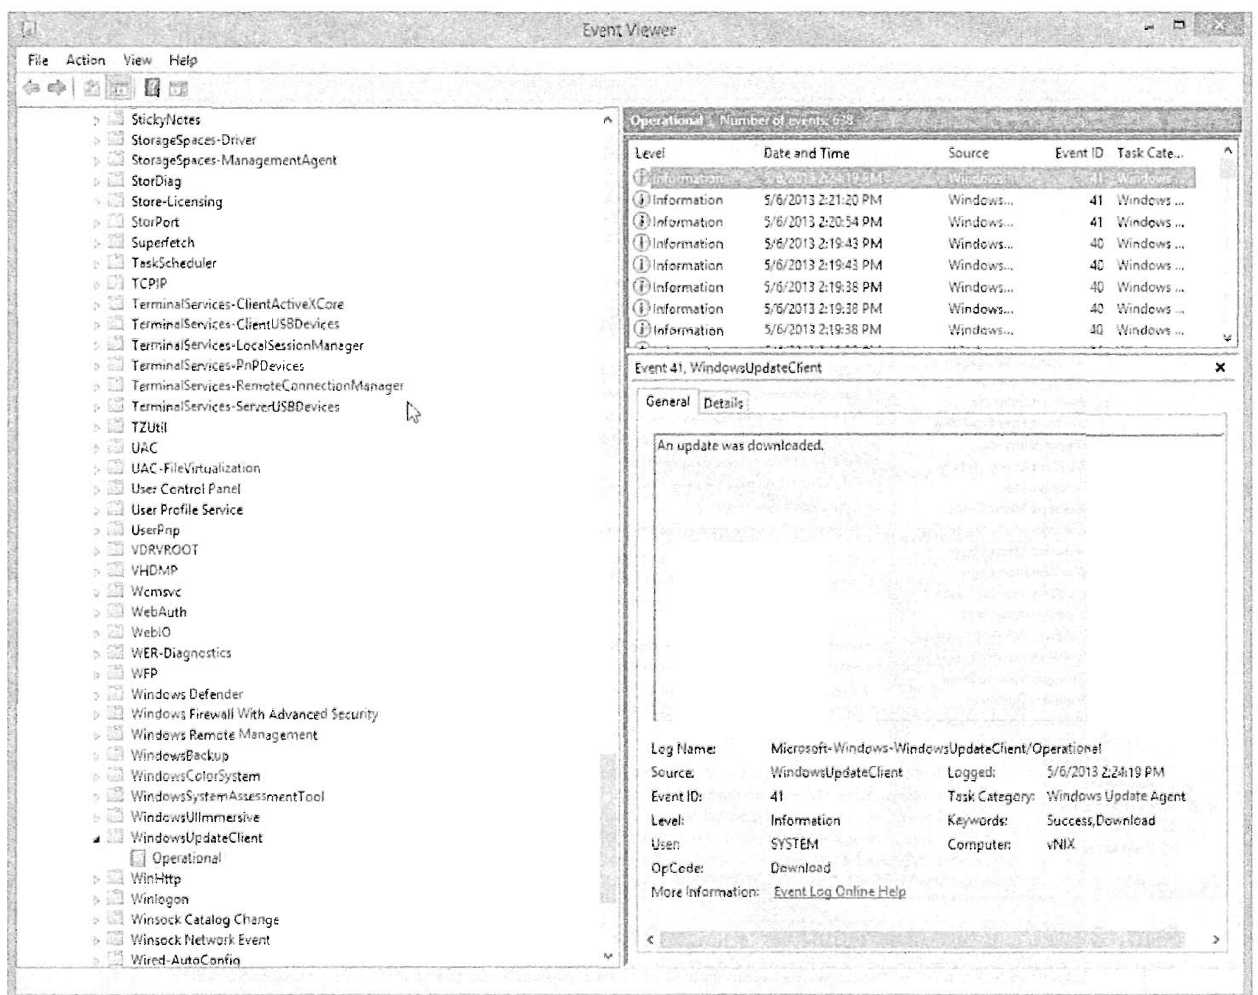 Event Viewer
File Action View Help
StickyNotes
StorageSpaces-Driver
StorageSpaces-ManagementAgent
StorDiag
Store-Licensing
StorPort
Superfetch
TaskScheduler
TCPIP
TerminalServices-ClientActiveXCore
TerminalServices-ClientUSBDevices
TerminalServices-LocalSessionManager
TerminalServices-PnPDevices
TerminalServices-RemoteConnectionManager
TerminalServices-ServerUSBDevices
TZUtil
UAC
UAC-FileVirtualization
User Control Panel
User Profile Service
UserPnp
VDRVROOT
VHDMP
Wcmsvc
WebAuth
WebIO
WER-Diagnostics
WFP
Windows Defender
Windows Firewall With Advanced Security
Windows Remote Management
WindowsBackup
WindowsColorSystem
WindowsSystemAssessmentTool
WindowsUIImmersive
WindowsUpdateClient
Operational
WinHttp
Winlogon
Winsock Catalog Change
Winsock Network Event
Wired-AutoConfig
Operational Number of events: 638
Level Date and Time Source Event ID Task Cate...
Information 5/6/2013 2:24:19 PM Windows... 41 Windows ...
Information 5/6/2013 2:21:20 PM Windows... 41 Windows ...
Information 5/6/2013 2:20:54 PM Windows... 41 Windows ...
Information 5/6/2013 2:19:43 PM Windows... 40 Windows ...
Information 5/6/2013 2:19:43 PM Windows... 40 Windows ...
Information 5/6/2013 2:19:38 PM Windows... 40 Windows ...
Information 5/6/2013 2:19:38 PM Windows... 40 Windows ...
Information 5/6/2013 2:19:38 PM Windows... 40 Windows ...
Event 41, WindowsUpdateClient
General Details
An update was downloaded.
Log Name: Microsoft-Windows-WindowsUpdateClient/Operational
Source: WindowsUpdateClient Logged: 5/6/2013 2:24:19 PM
Event ID: 41 Task Category: Windows Update Agent
Level: Information Keywords: Success,Download
User: SYSTEM Computer: vNIX
OpCode: Download
More Information: Event Log Online Help